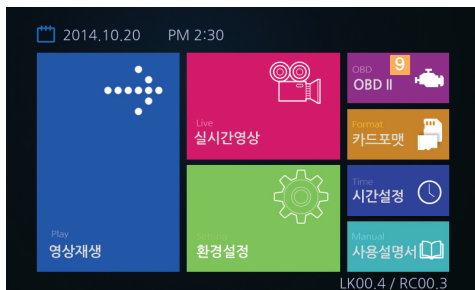 2014.10.20 PM 2:30
Play
영상재생
Live
실시간영상
Setting
환경설정
OBD
9
OBD II
Format
카드포맷
Time
시간설정
Manual
사용설명서
LK00.4 / RC00.3